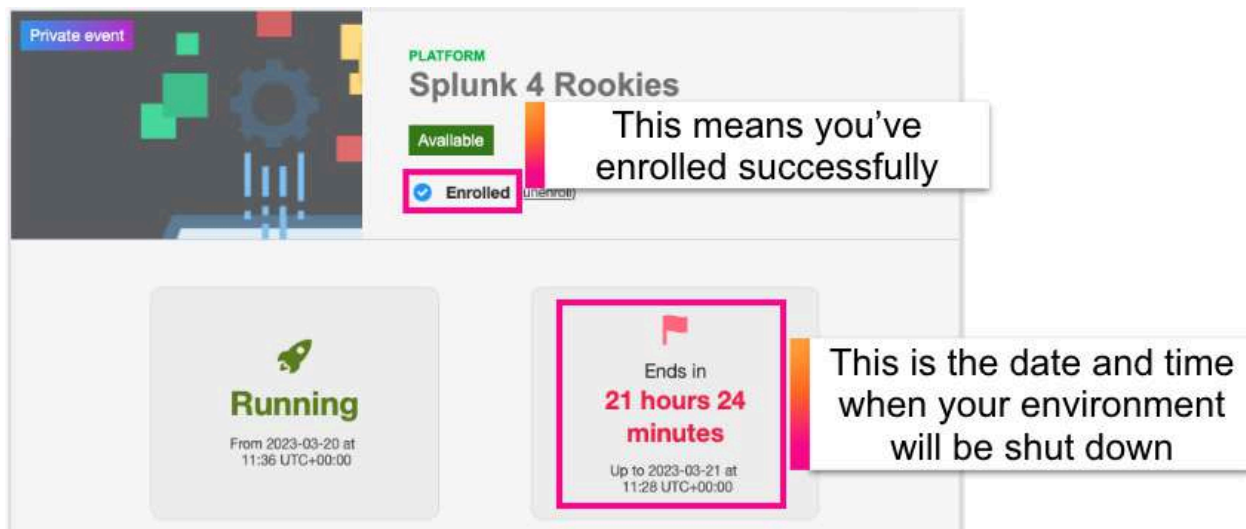 Private event
PLATFORM
Splunk 4 Rookies
Available
This means you've
enrolled successfully
Enrolled (unenroll)
Running
From 2023-03-20 at
11:36 UTC+00:00
Ends in
21 hours 24
minutes
Up to 2023-03-21 at
11:28 UTC+00:00
This is the date and time
when your environment
will be shut down